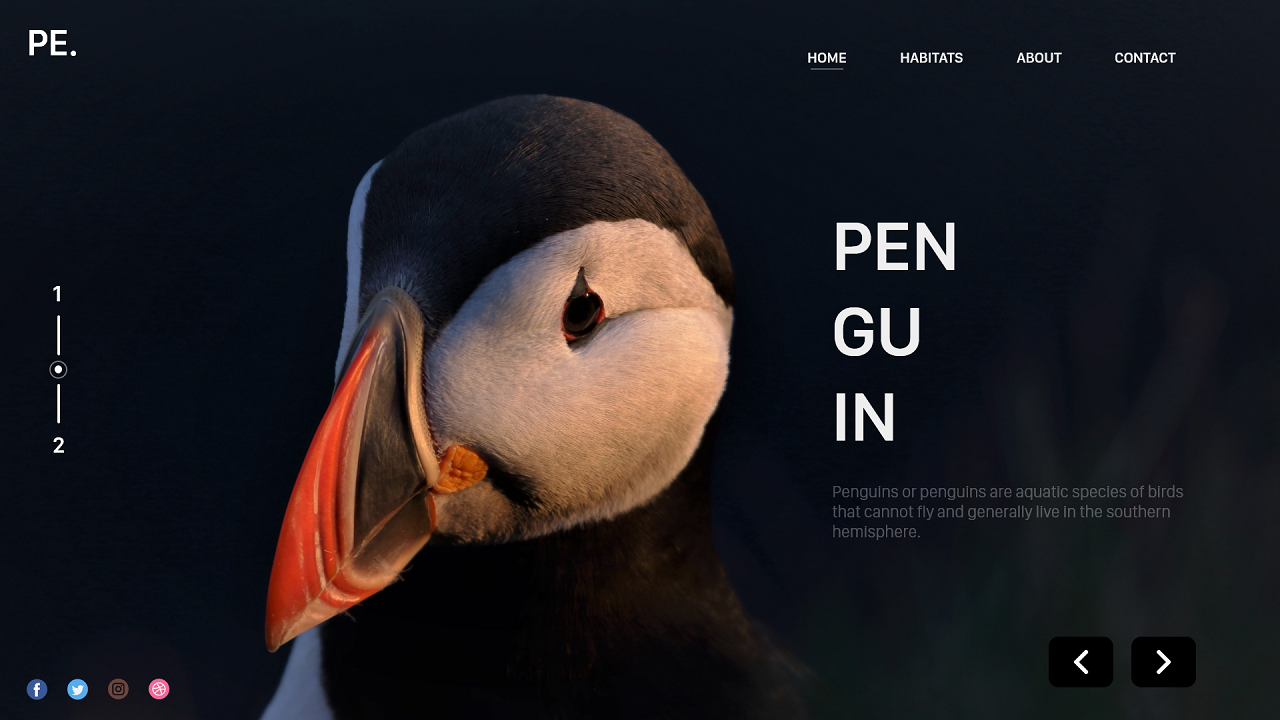 PE.
HOME HABITATS ABOUT CONTACT
PEN
GU
IN
1
2
Penguins or penguins are aquatic species of birds
that cannot fly and generally live in the southern
hemisphere.